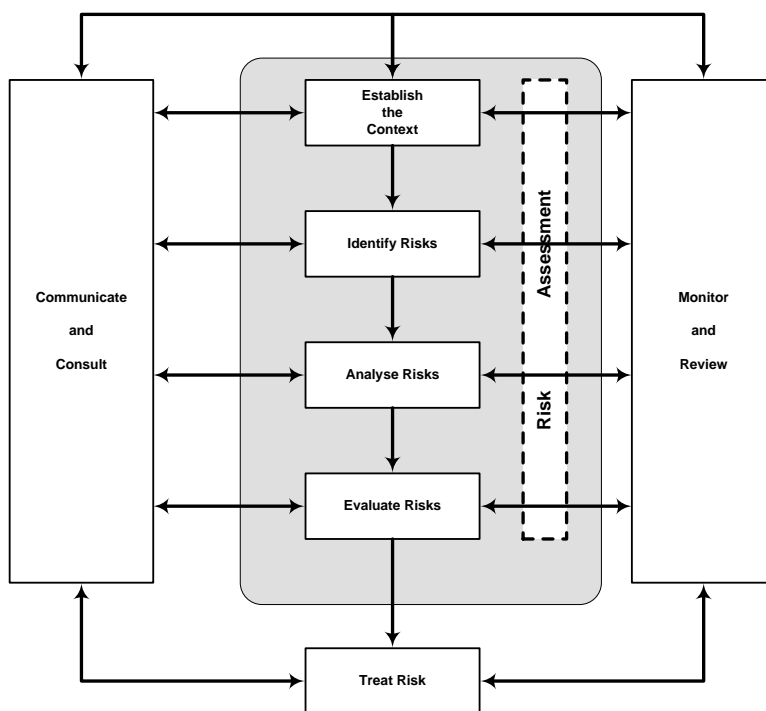 Establish
the
Context
Identify Risks
Analyse Risks
Evaluate Risks
Treat Risk
Communicate
and
Consult
Risk Assessment
Monitor
and
Review